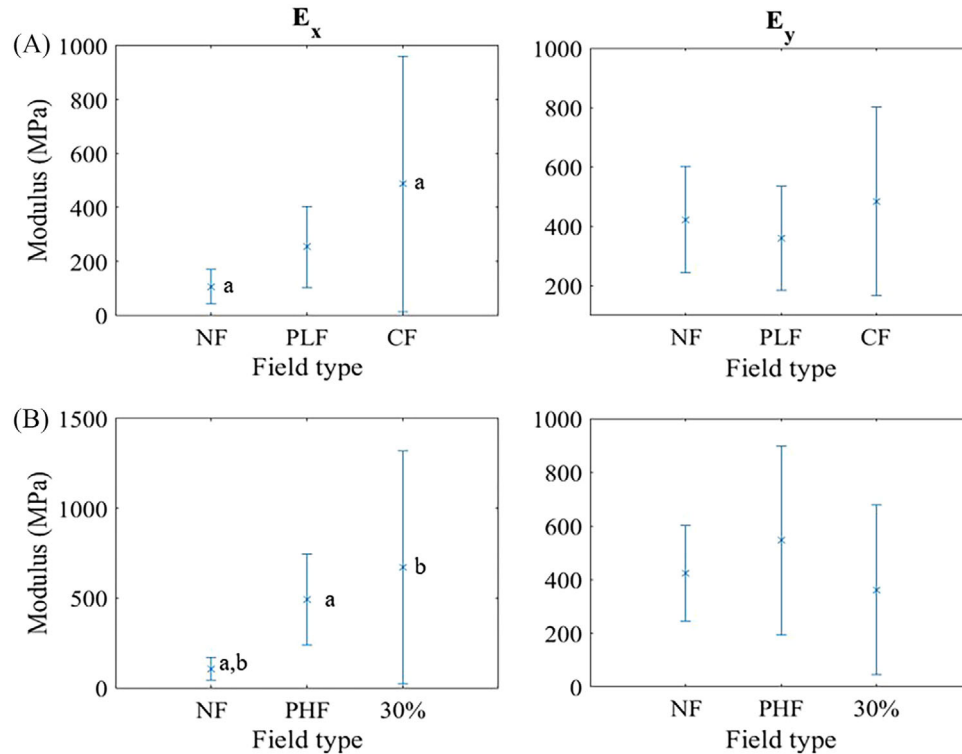 E_x
E_y
(A)
Modulus (MPa)
1000
800
600
400
200
0
a
a
NF PLF CF
Field type
1000
800
600
400
200
NF PLF CF
Field type
(B)
Modulus (MPa)
1500
1000
500
0
a,b
a
b
NF PHF 30%
Field type
1000
800
600
400
200
0
NF PHF 30%
Field type